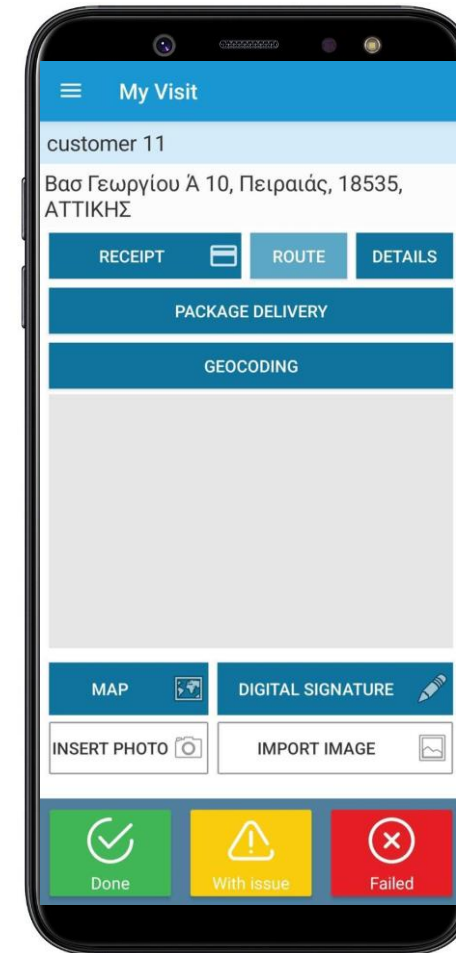 My Visit
customer 11
Βασ Γεωργίου Ά 10, Πειραιάς, 18535,
ΑΤΤΙΚΗΣ
RECEIPT ROUTE DETAILS
PACKAGE DELIVERY
GEOCODING
MAP DIGITAL SIGNATURE
INSERT PHOTO IMPORT IMAGE
Done With issue Failed